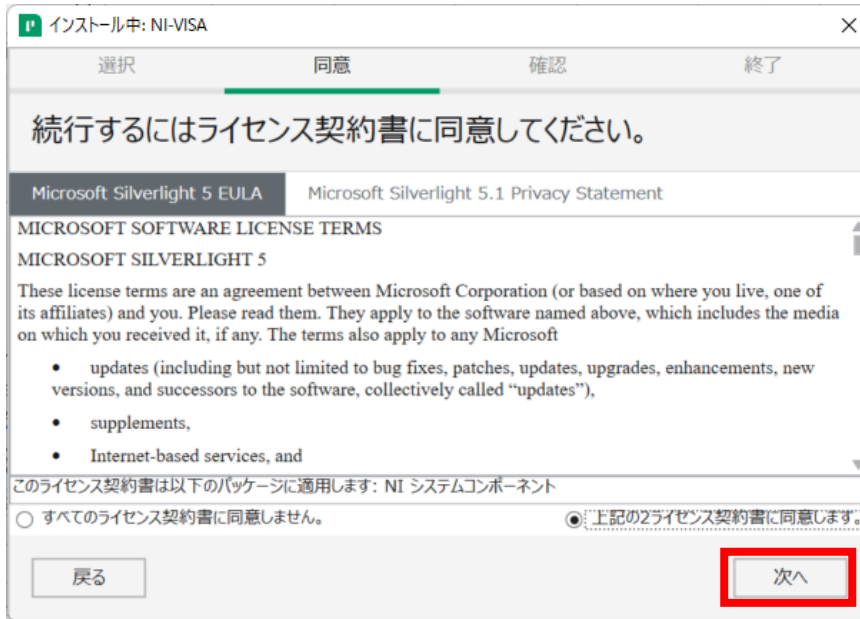 インストール中: NI-VISA
選択 同意 確認 終了
続行するにはライセンス契約書に同意してください。
Microsoft Silverlight 5 EULA Microsoft Silverlight 5.1 Privacy Statement
MICROSOFT SOFTWARE LICENSE TERMS
MICROSOFT SILVERLIGHT 5
These license terms are an agreement between Microsoft Corporation (or based on where you live, one of
its affiliates) and you. Please read them. They apply to the software named above, which includes the media
on which you received it, if any. The terms also apply to any Microsoft
• updates (including but not limited to bug fixes, patches, updates, upgrades, enhancements, new
versions, and successors to the software, collectively called “updates”),
• supplements,
• Internet-based services, and
このライセンス契約書は以下のパッケージに適用します: NI システムコンポーネント
すべてのライセンス契約書に同意しません。 上記の2ライセンス契約書に同意します。
戻る 次へ